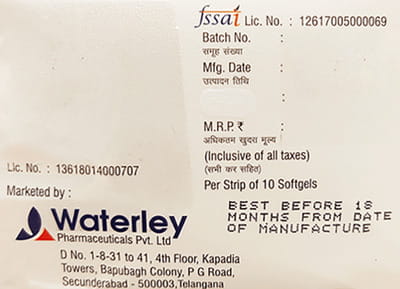 fssai Lic. No. : 12617005000069
Batch No. :
समूह संख्या
Mfg. Date :
उत्पादन तिथि
:
M.R.P. ₹ :
अधिकतम खुदरा मूल्य
(Inclusive of all taxes)
(सभी कर सहित)
Per Strip of 10 Softgels
BEST BEFORE 18
MONTHS FROM DATE
OF MANUFACTURE
Lic. No. : 13618014000707
Marketed by :
Waterley
Pharmaceuticals Pvt. Ltd
D No. 1-8-31 to 41, 4th Floor, Kapadia
Towers, Bapubagh Colony, P G Road,
Secunderabad - 500003,Telangana